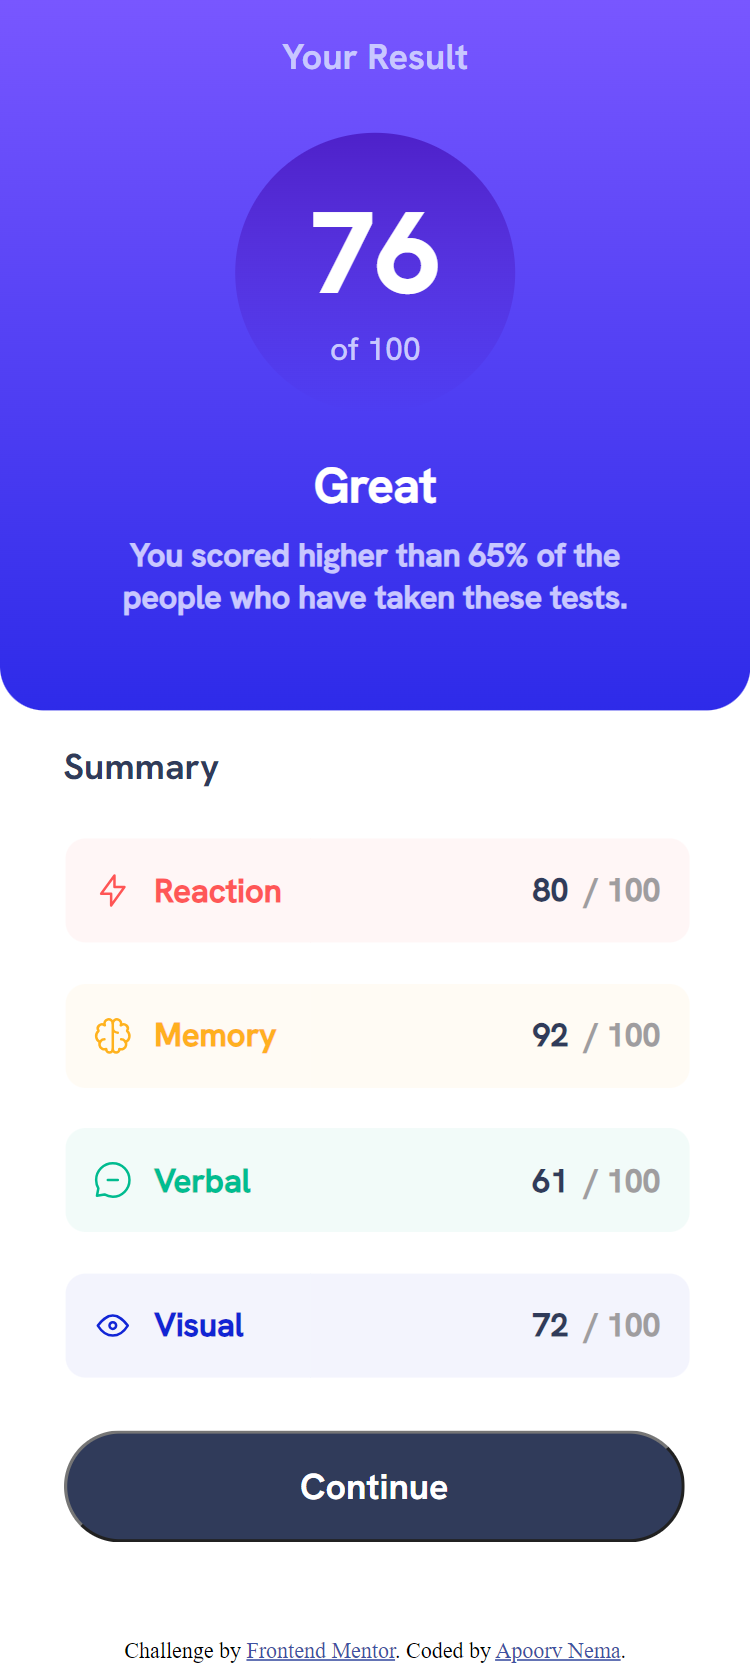 Your Result
76
of 100
Great
You scored higher than 65% of the
people who have taken these tests.
Summary
Reaction 80 / 100
Memory 92 / 100
Verbal 61 / 100
Visual 72 / 100
Continue
Challenge by Frontend Mentor. Coded by Apoorv Nema.